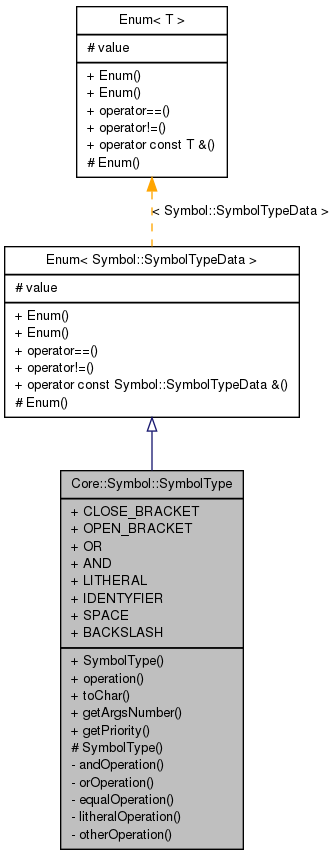 Enum< T >
# value
+ Enum()
+ Enum()
+ operator==()
+ operator!=()
+ operator const T &()
# Enum()
< Symbol::SymbolTypeData >
Enum< Symbol::SymbolTypeData >
# value
+ Enum()
+ Enum()
+ operator==()
+ operator!=()
+ operator const Symbol::SymbolTypeData &()
# Enum()
Core::Symbol::SymbolType
+ CLOSE_BRACKET
+ OPEN_BRACKET
+ OR
+ AND
+ LITHERAL
+ IDENTYFIER
+ SPACE
+ BACKSLASH
+ SymbolType()
+ operation()
+ toChar()
+ getArgsNumber()
+ getPriority()
# SymbolType()
- andOperation()
- orOperation()
- equalOperation()
- litheralOperation()
- otherOperation()